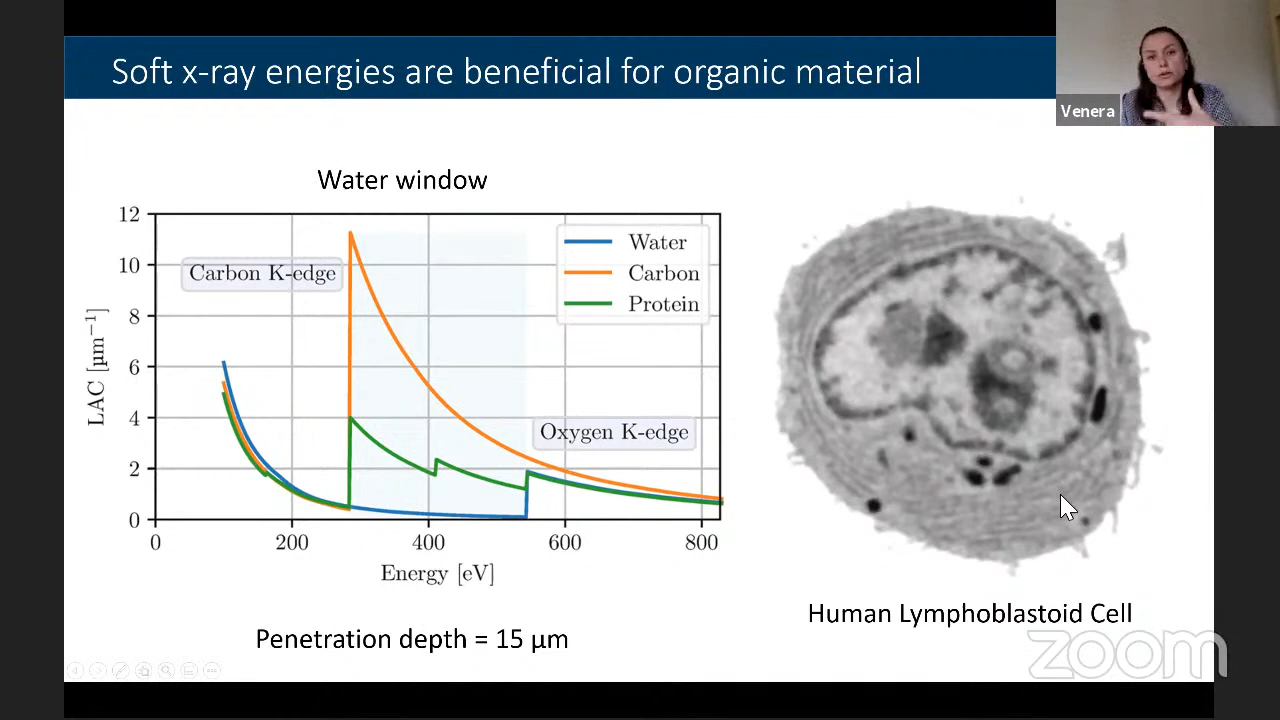 Soft x-ray energies are beneficial for organic material
Venera
Water window
12
10
8
6
4
2
0
LAC [µm⁻¹]
Carbon K-edge
Water
Carbon
Protein
Oxygen K-edge
0 200 400 600 800
Energy [eV]
Penetration depth = 15 µm
Human Lymphoblastoid Cell
zoom